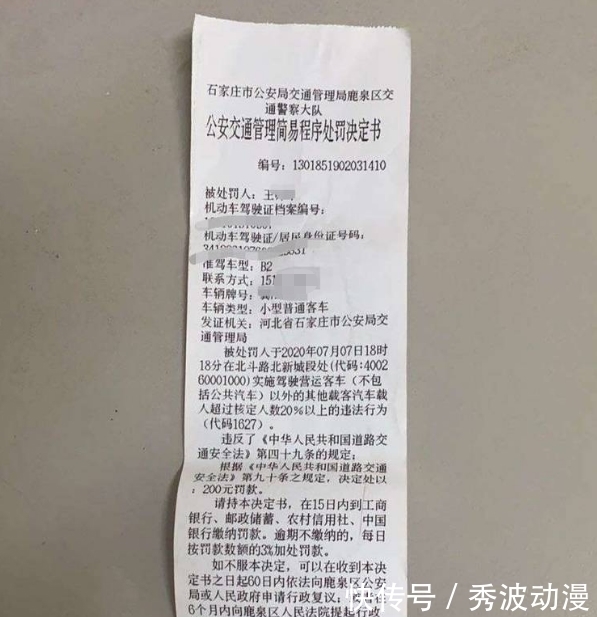 石家庄市公安局交通管理局鹿泉区交
通警察大队
公安交通管理简易程序处罚决定书
编号：1301851902031410
被处罚人：王
机动车驾驶证档案编号：
机动车驾驶证/居民身份证号码：
准驾车型：B2
联系方式：15
车辆牌号：冀
车辆类型：小型普通客车
发证机关：河北省石家庄市公安局交
通管理局
被处罚人于2020年07月07日18时
18分在北斗路北新城段处(代码：4002
60001000)实施驾驶营运客车（不包
括公共汽车）以外的其他载客汽车载
人超过核定人数20%以上的违法行为
（代码1627）。
违反了《中华人民共和国道路交
通安全法》第四十九条的规定；
根据《中华人民共和国道路交通
安全法》第九十条之规定，决定处以
：200元罚款。
请持本决定书，在15日内到工商
银行、邮政储蓄、农村信用社、中国
银行缴纳罚款。逾期不缴纳的，每日
按罚款数额的3%加处罚款。
如不服本决定，可以在收到本决
定书之日起60日内依法向鹿泉区公安
局或人民政府申请行政复议；
6个月内向鹿泉区人民法院提起行政
快传号 / 秀波动漫